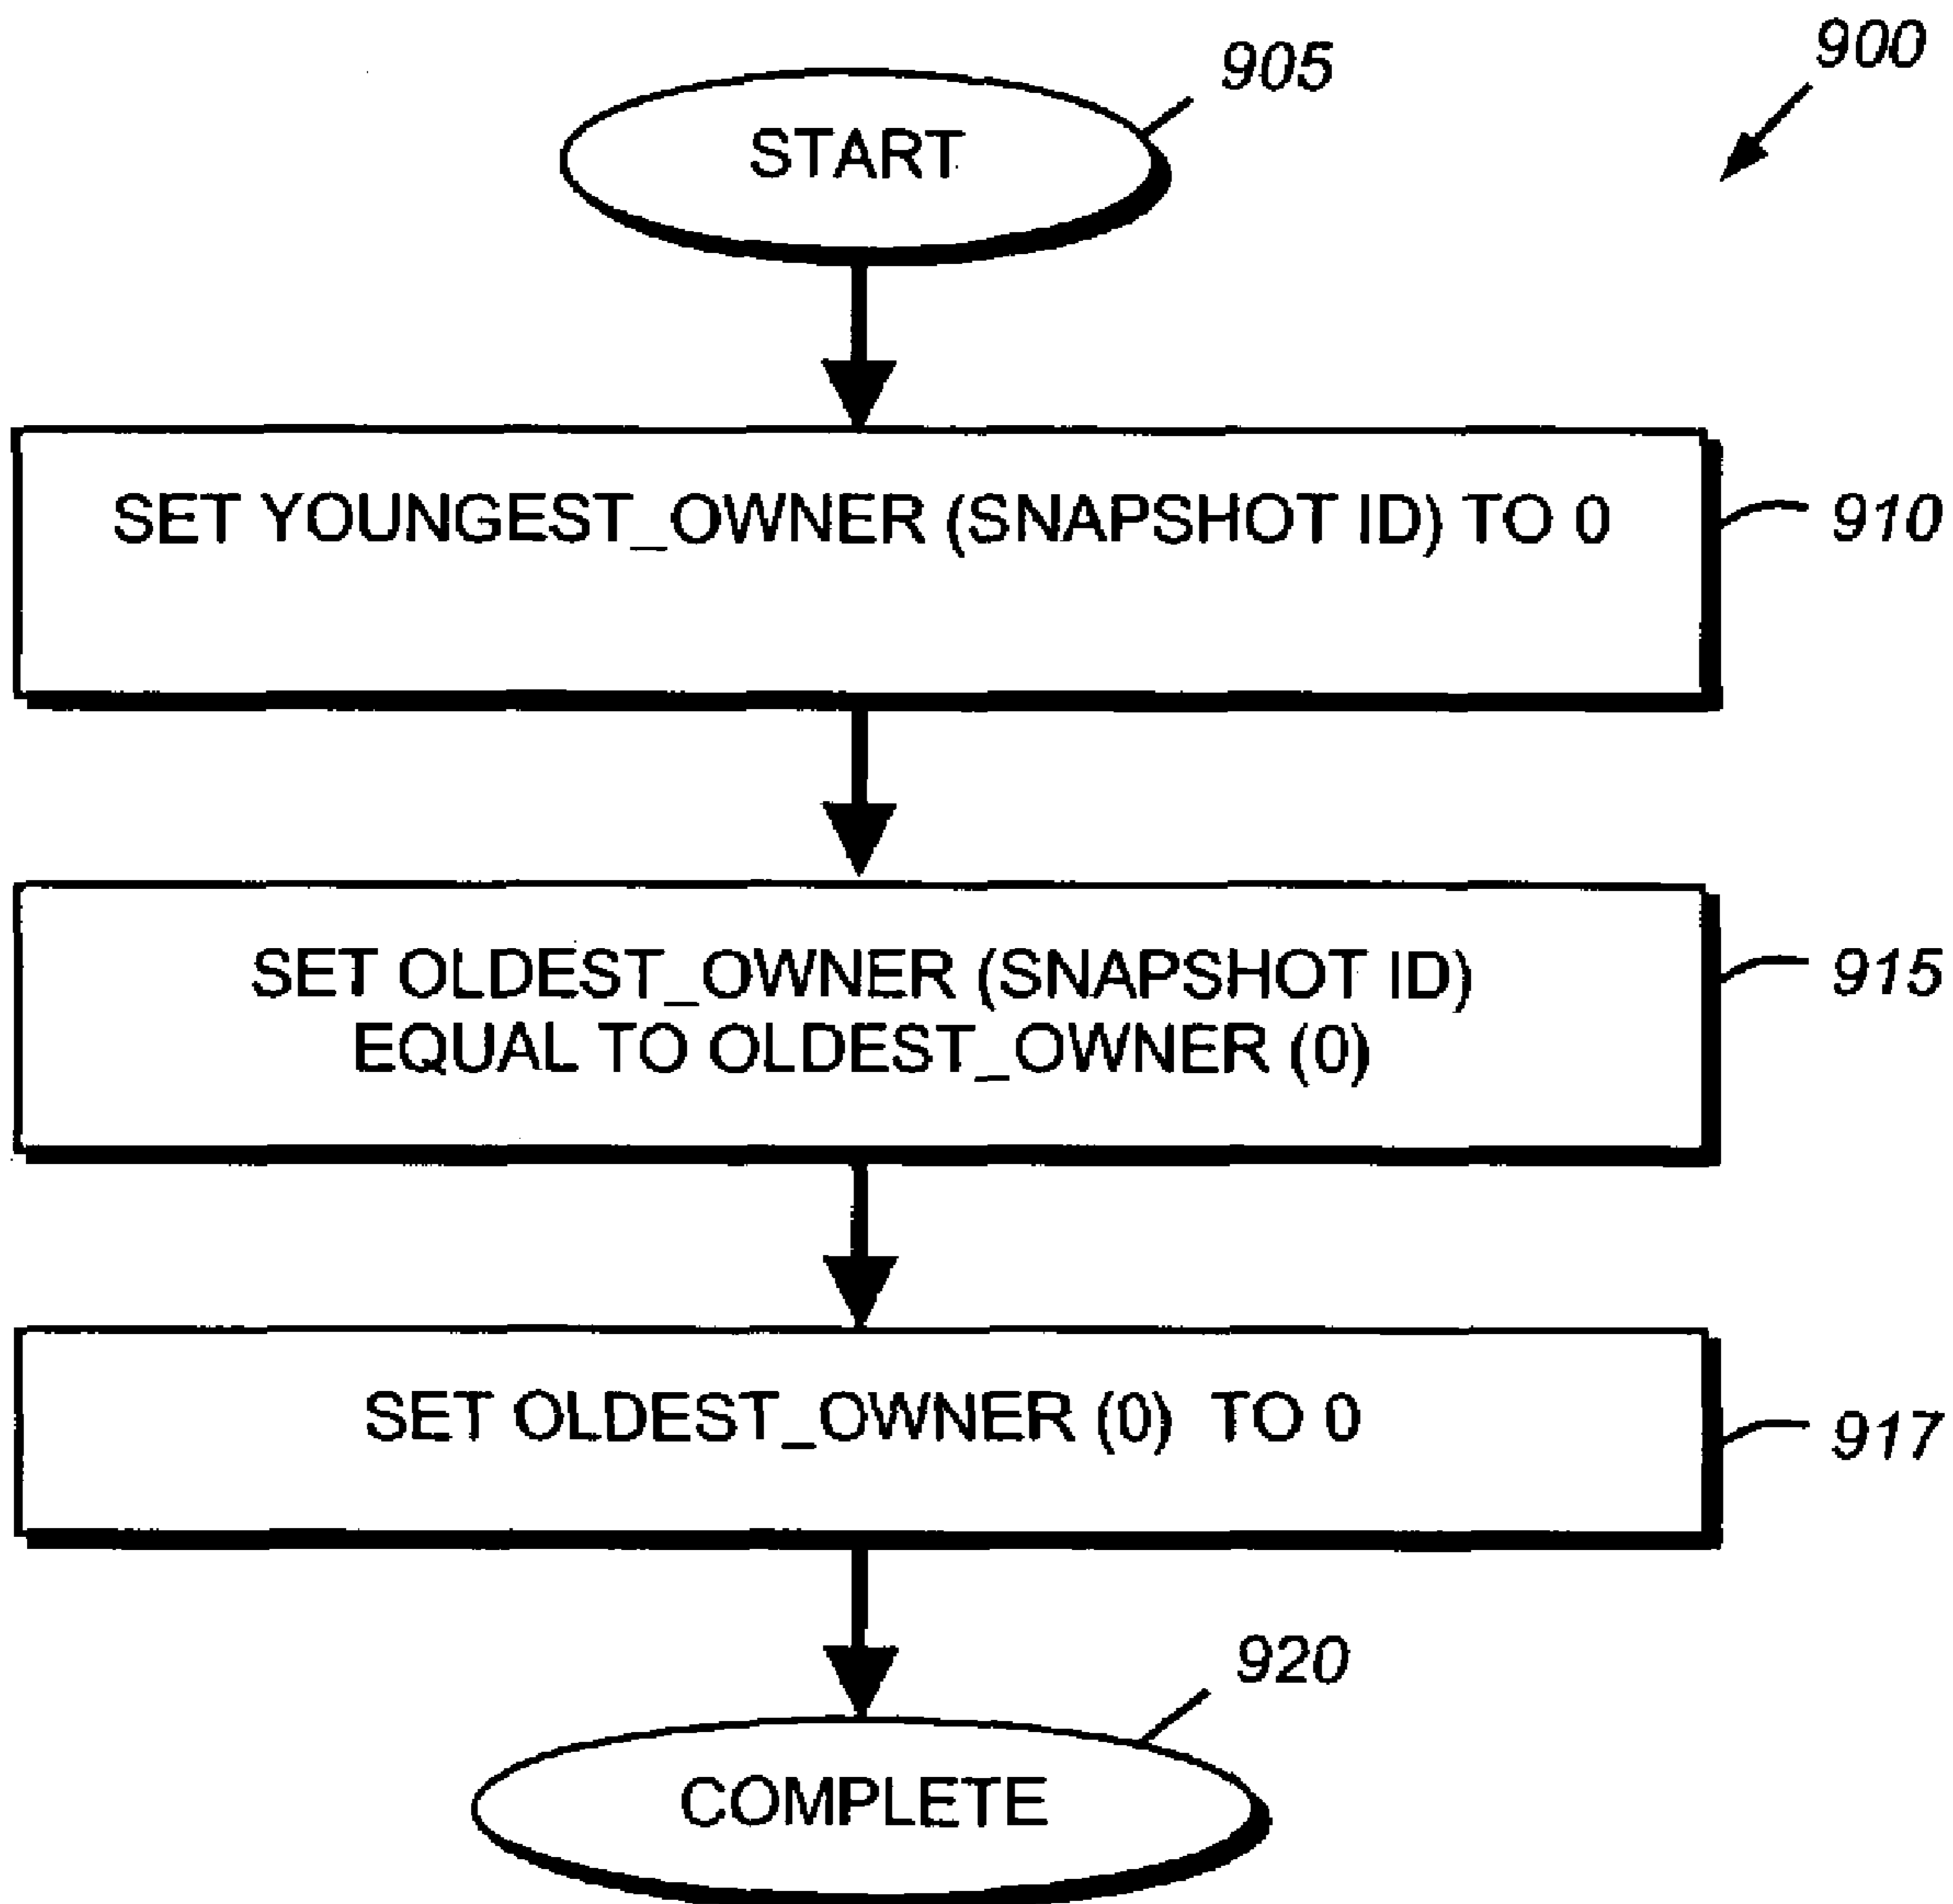 900
905
START
SET YOUNGEST_OWNER (SNAPSHOT ID) TO 0
910
SET OLDEST_OWNER (SNAPSHOT ID)
EQUAL TO OLDEST_OWNER (0)
915
SET OLDEST_OWNER (0) TO 0
917
920
COMPLETE